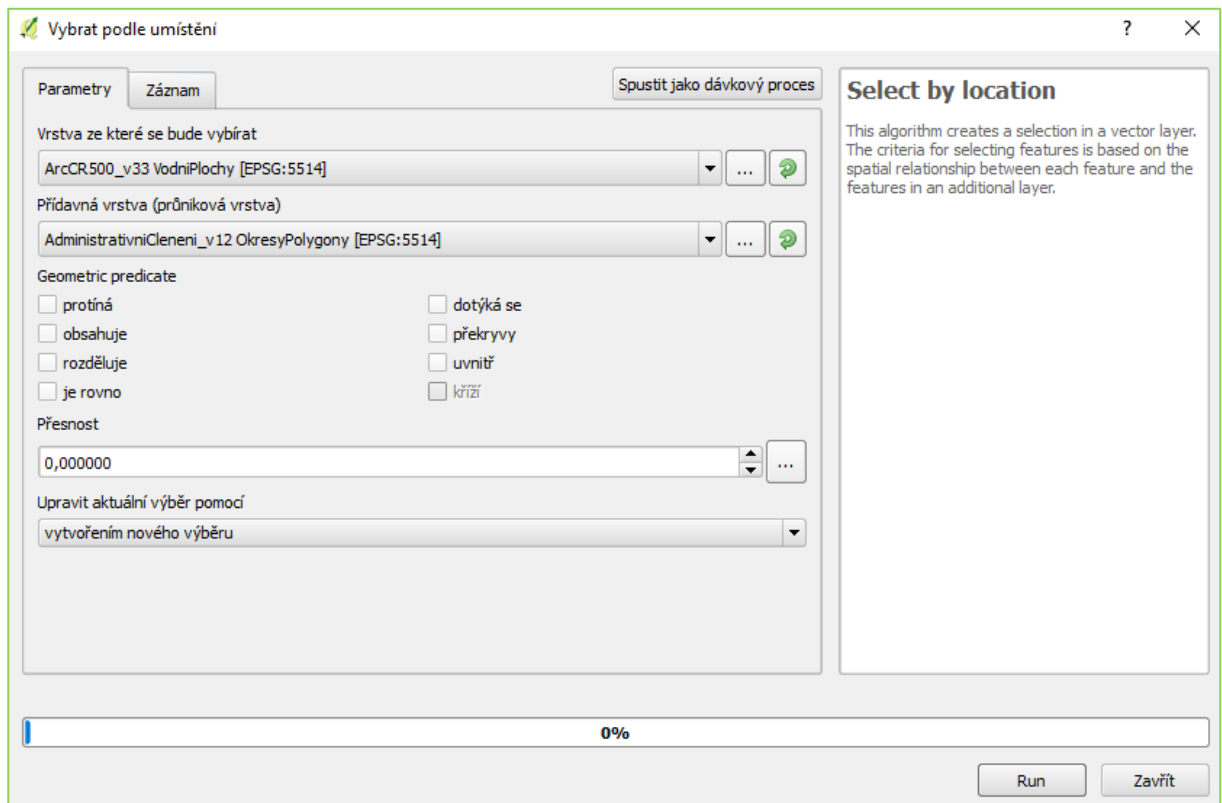 Vybrat podle umístění
?
Parametry
Záznam
Spustit jako dávkový proces
Vrstva ze které se bude vybírat
ArcCR500_v33 VodniPlochy [EPSG:5514]
...
Přídavná vrstva (průniková vrstva)
AdministrativniCleneni_v12 OkresyPolygony [EPSG:5514]
...
Geometric predicate
protíná
dotýká se
obsahuje
překryvy
rozděluje
uvnitř
je rovno
kříží
Přesnost
0,000000
...
Upravit aktuální výběr pomocí
vytvořením nového výběru
Select by location
This algorithm creates a selection in a vector layer.
The criteria for selecting features is based on the
spatial relationship between each feature and the
features in an additional layer.
0%
Run
Zavřít